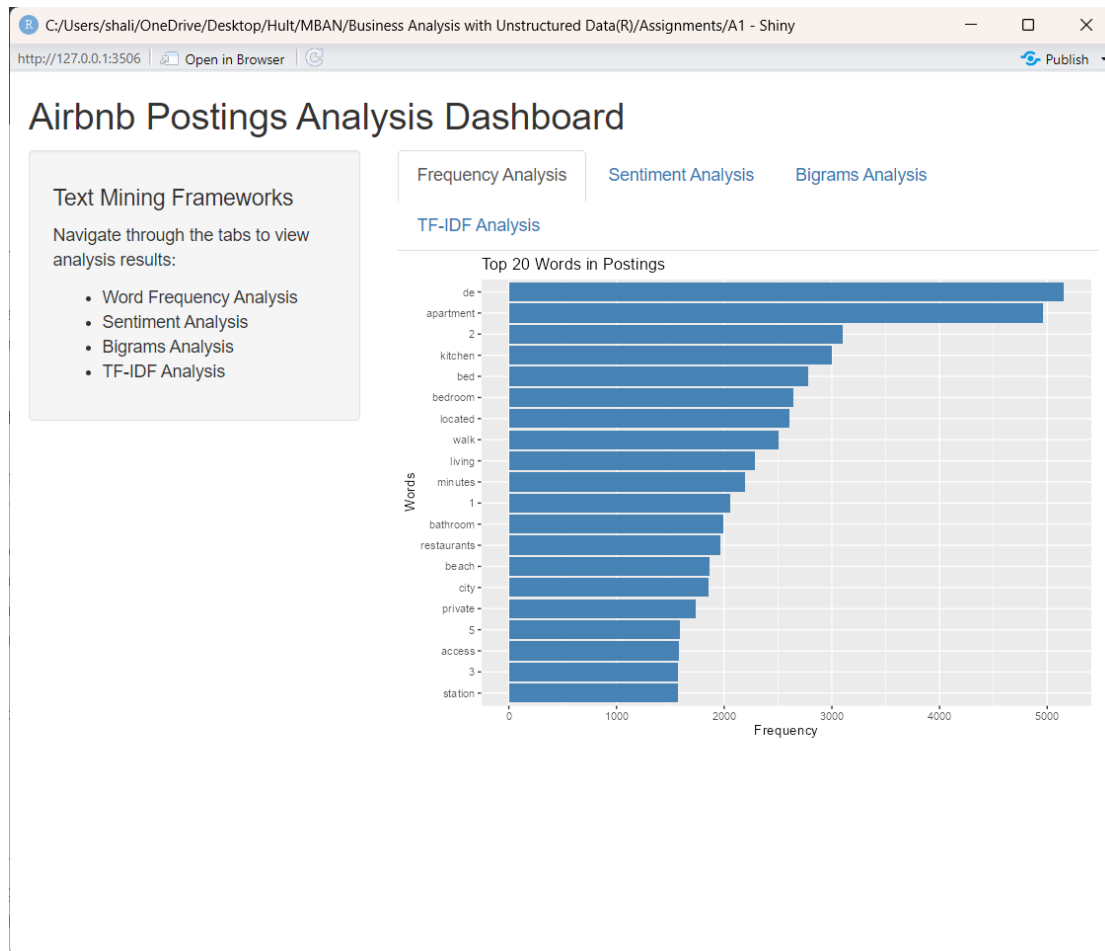 R C:/Users/shali/OneDrive/Desktop/Hult/MBAN/Business Analysis with Unstructured Data(R)/Assignments/A1 - Shiny
http://127.0.0.1:3506 Open in Browser Publish
Airbnb Postings Analysis Dashboard
Text Mining Frameworks
Navigate through the tabs to view
analysis results:
• Word Frequency Analysis
• Sentiment Analysis
• Bigrams Analysis
• TF-IDF Analysis
Frequency Analysis Sentiment Analysis Bigrams Analysis
TF-IDF Analysis
Top 20 Words in Postings
Words
de
apartment
2
kitchen
bed
bedroom
located
walk
living
minutes
1
bathroom
restaurants
beach
city
private
5
access
3
station
0 1000 2000 3000 4000 5000
Frequency